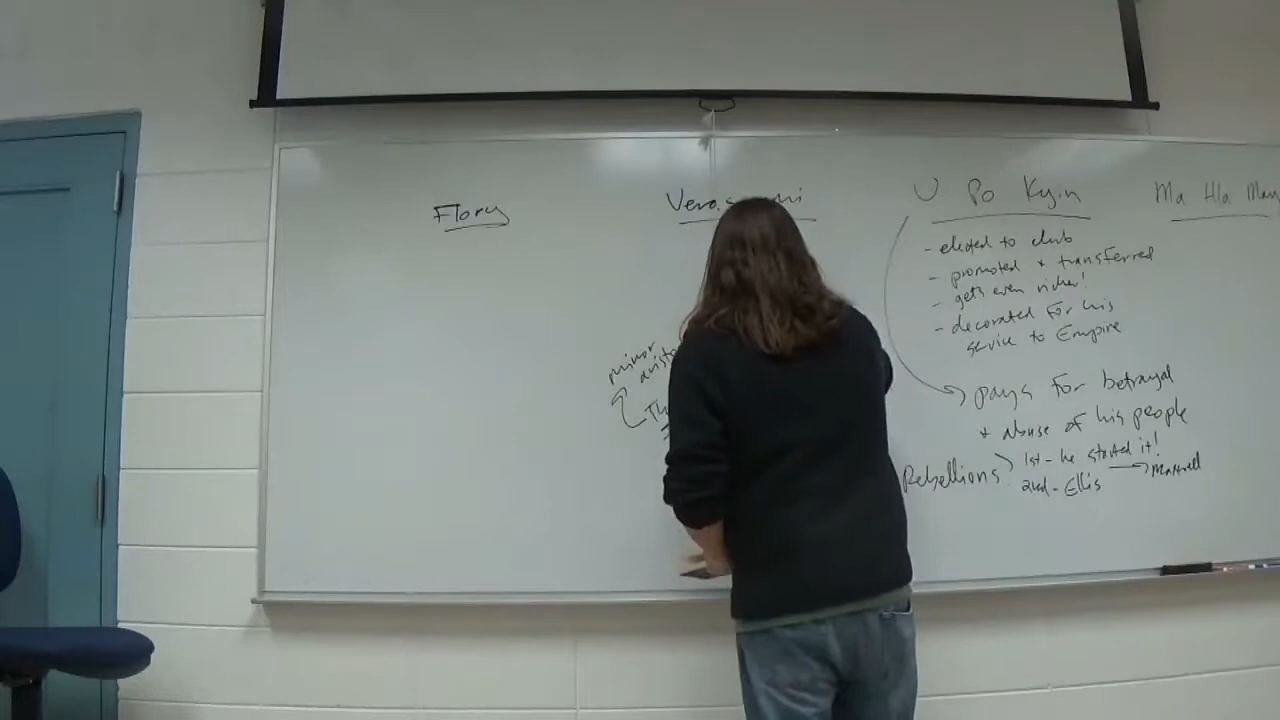 Flory
U Po Kyin
Ma Hla May
- elected to club
- promoted + transferred
- gets even richer!
- decorated for his
service to Empire
minor
pays for betrayal
+ abuse of his people
Rebellions
1st - he started it!
2nd - Ellis → Maxwell